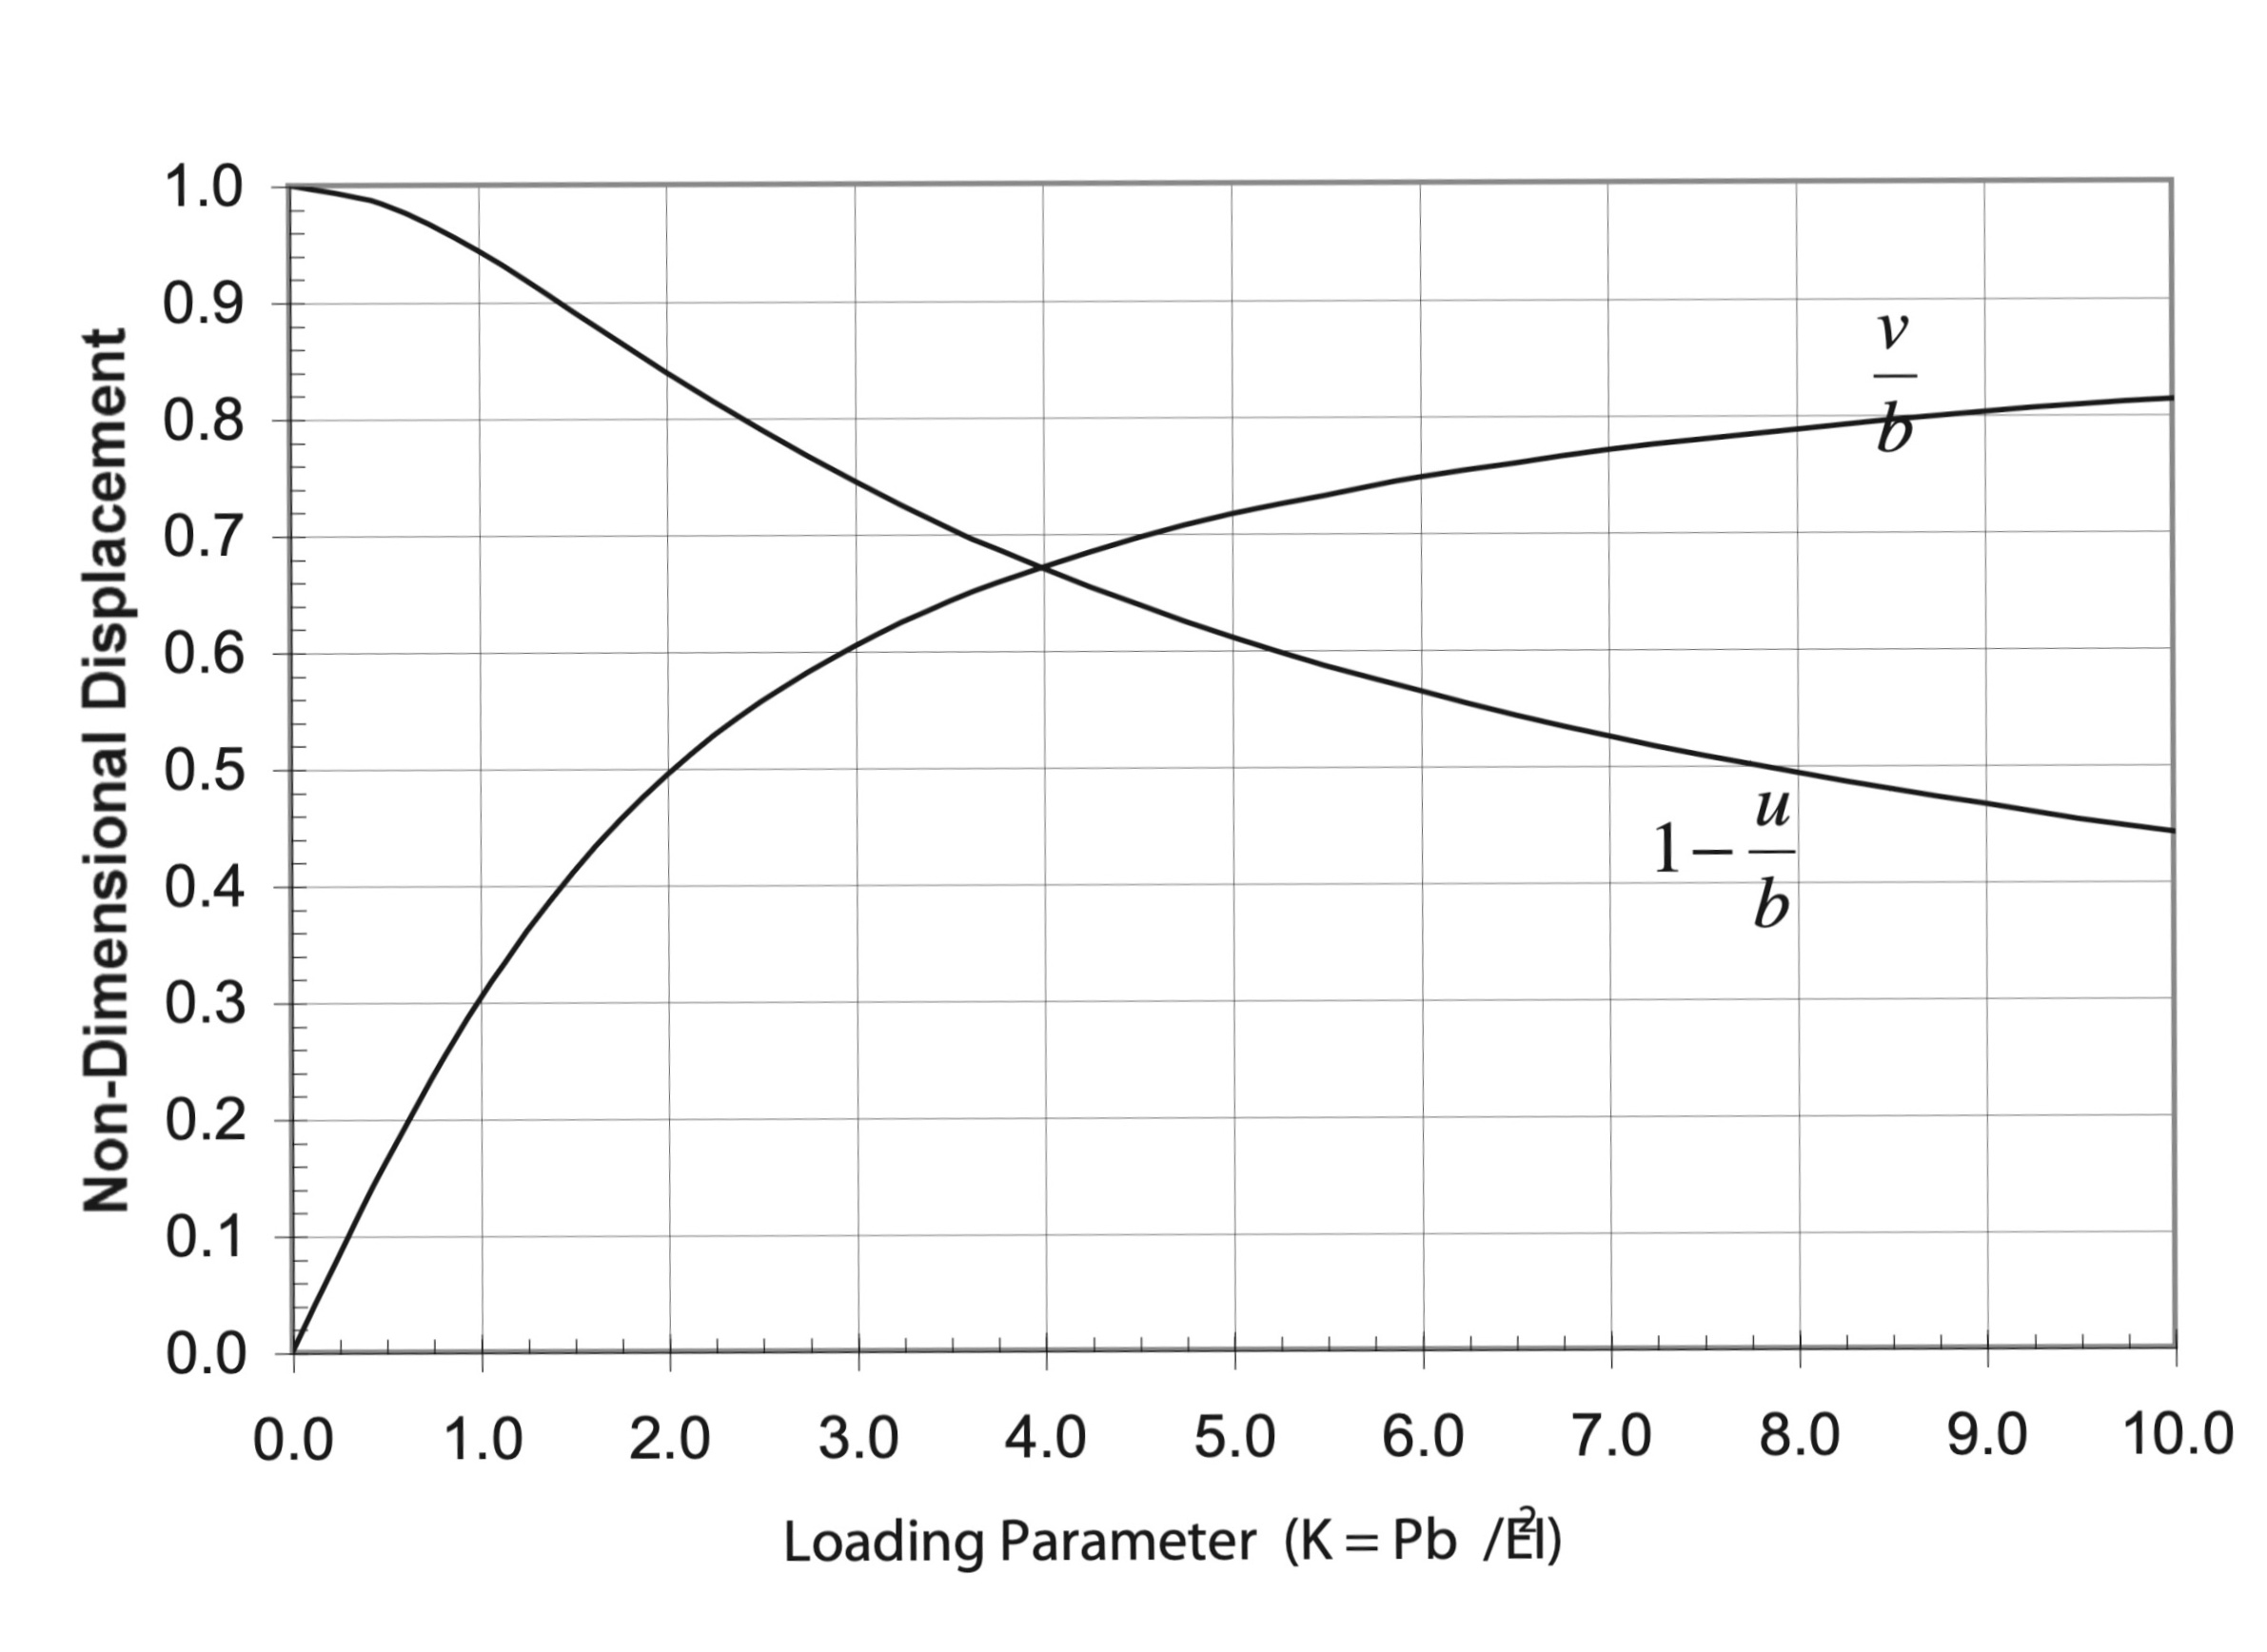 Non-Dimensional Displacement
1.0
0.9
0.8
0.7
0.6
0.5
0.4
0.3
0.2
0.1
0.0
v
b
1−
u
b
0.0 1.0 2.0 3.0 4.0 5.0 6.0 7.0 8.0 9.0 10.0
Loading Parameter (K = Pb /E²I)